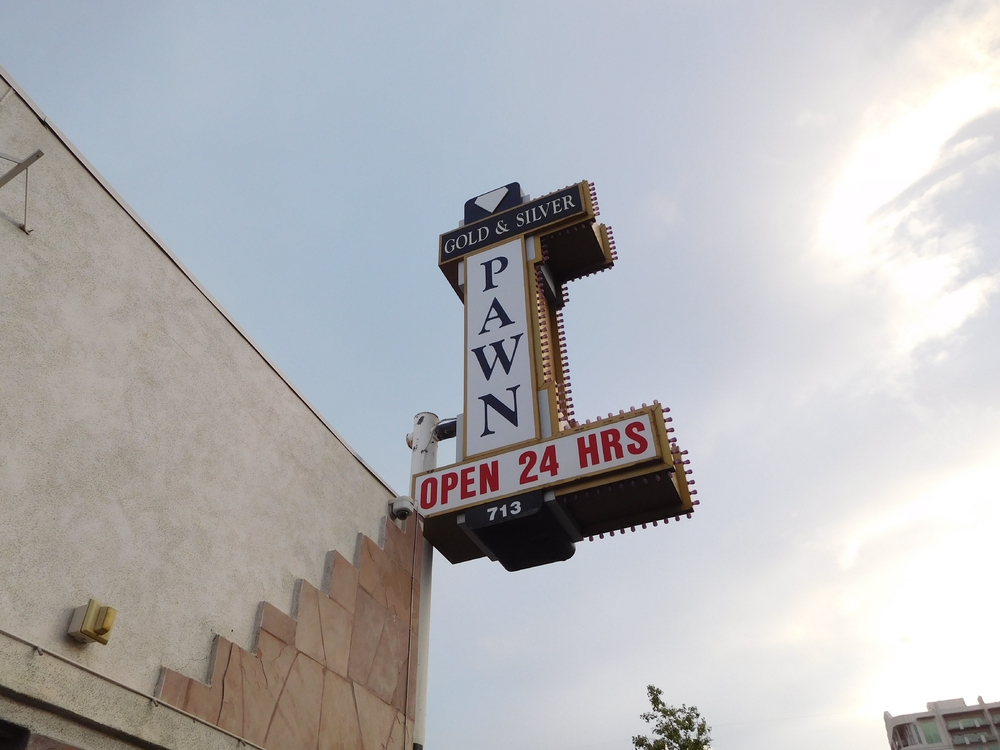 GOLD & SILVER
PAWN
OPEN 24 HRS
713